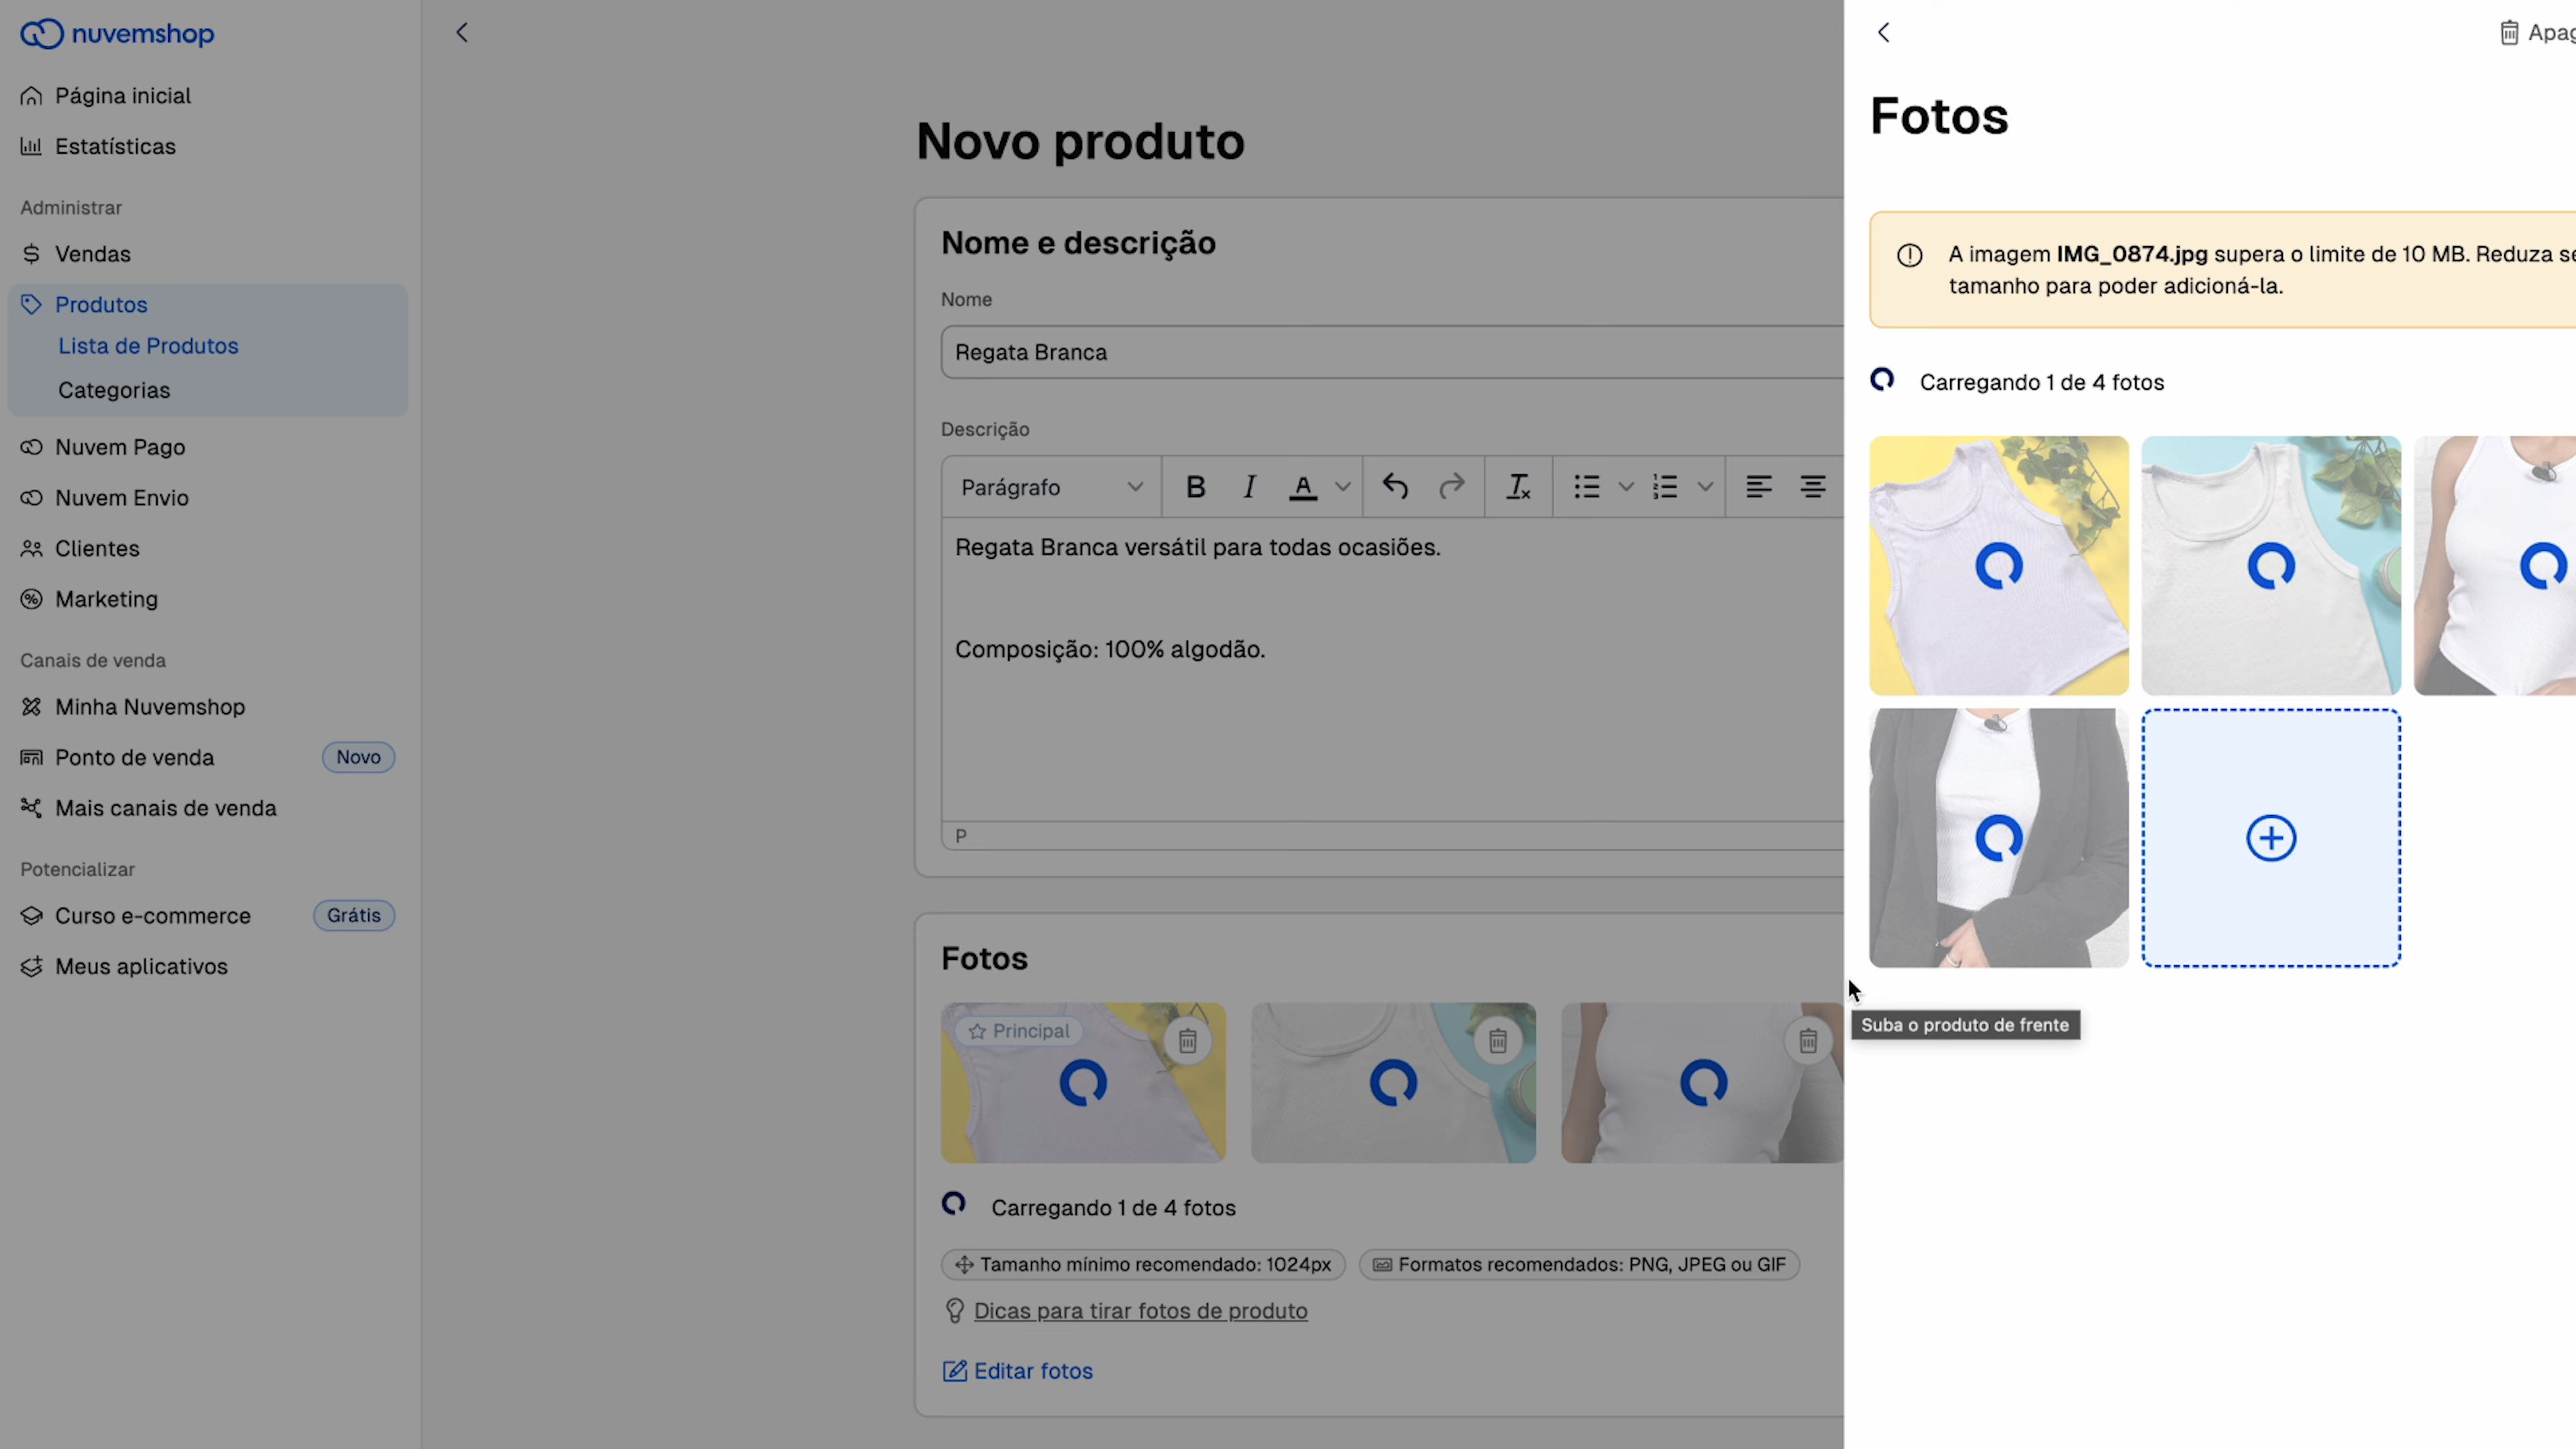 nuvemshop
Página inicial
Estatísticas
Administrar
Vendas
Produtos
Lista de Produtos
Categorias
Nuvem Pago
Nuvem Envio
Clientes
Marketing
Canais de venda
Minha Nuvemshop
Ponto de venda Novo
Mais canais de venda
Potencializar
Curso e-commerce Grátis
Meus aplicativos
Novo produto
Nome e descrição
Nome
Regata Branca
Descrição
Parágrafo B I A
Regata Branca versátil para todas ocasiões.
Composição: 100% algodão.
P
Fotos
Principal
Carregando 1 de 4 fotos
Tamanho mínimo recomendado: 1024px Formatos recomendados: PNG, JPEG ou GIF
Dicas para tirar fotos de produto
Editar fotos
Apag
Fotos
A imagem IMG_0874.jpg supera o limite de 10 MB. Reduza se
tamanho para poder adicioná-la.
Carregando 1 de 4 fotos
Suba o produto de frente